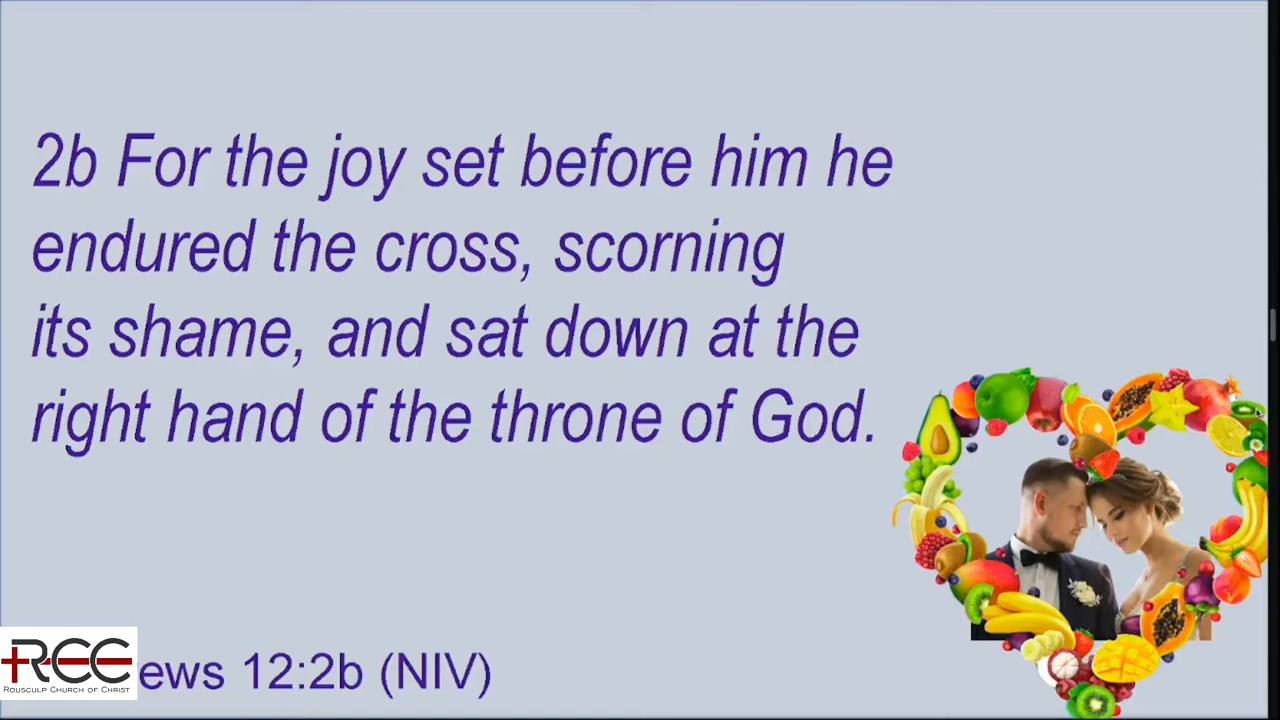 2b For the joy set before him he
endured the cross, scorning
its shame, and sat down at the
right hand of the throne of God.
RCC
Rousculp Church of Christ
ews 12:2b (NIV)